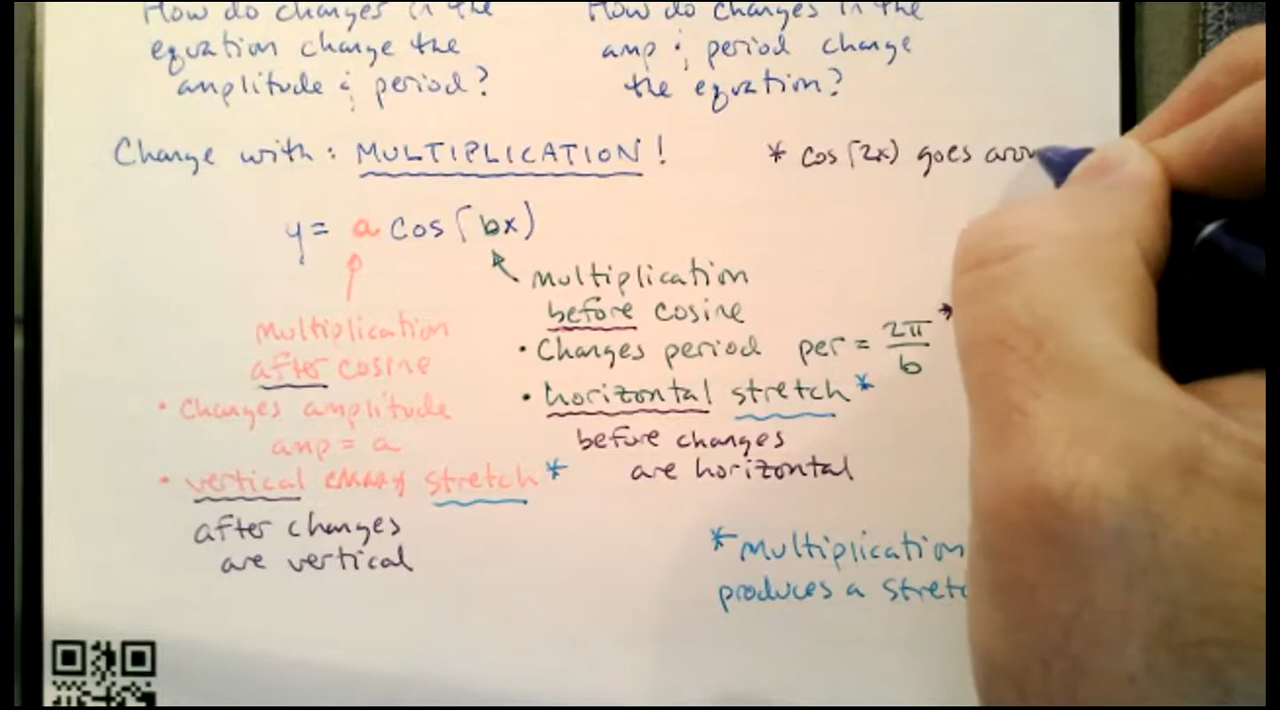 How do changes in the
equation change the
amplitude & period?
How do changes in the
amp & period change
the equation?
Change with: MULTIPLICATION!
* cos(2x) goes
y = a cos(bx)
Multiplication
after cosine
• Changes amplitude
amp = a
• vertical stretch*
after changes
are vertical
Multiplication
before cosine
• Changes period per = 2π/b
• horizontal stretch*
before changes
are horizontal
*Multiplication
produces a